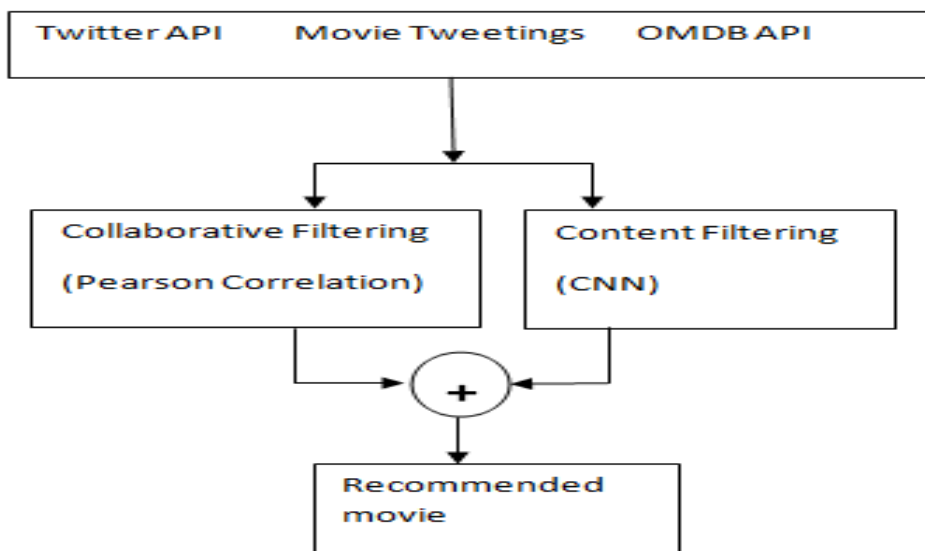 Twitter API Movie Tweetings OMDB API
Collaborative Filtering
(Pearson Correlation)
Content Filtering
(CNN)
+
Recommended
movie